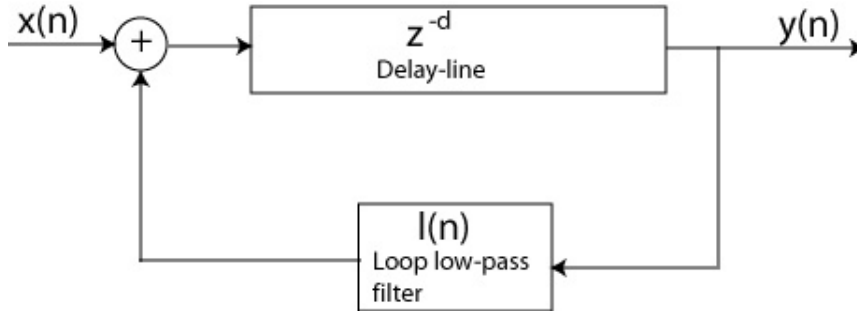 x(n)
+
z^-d
Delay-line
y(n)
l(n)
Loop low-pass
filter